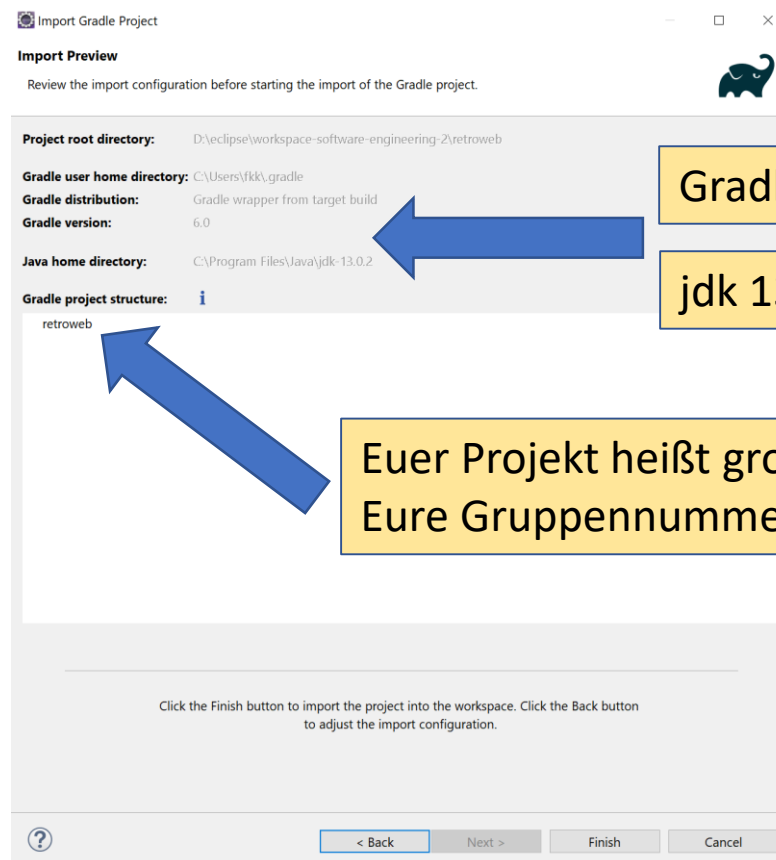 Import Gradle Project
Import Preview
Review the import configuration before starting the import of the Gradle project.
Project root directory: D:\eclipse\workspace-software-engineering-2\retroweb
Gradle user home directory: C:\Users\fkk\.gradle
Gradle distribution: Gradle wrapper from target build
Gradle version: 6.0
Java home directory: C:\Program Files\Java\jdk-13.0.2
Gradle project structure:
retroweb
jdk
Euer Projekt heißt
Eure
Click the Finish button to import the project into the workspace. Click the Back button
to adjust the import configuration.
< Back Next > Finish Cancel